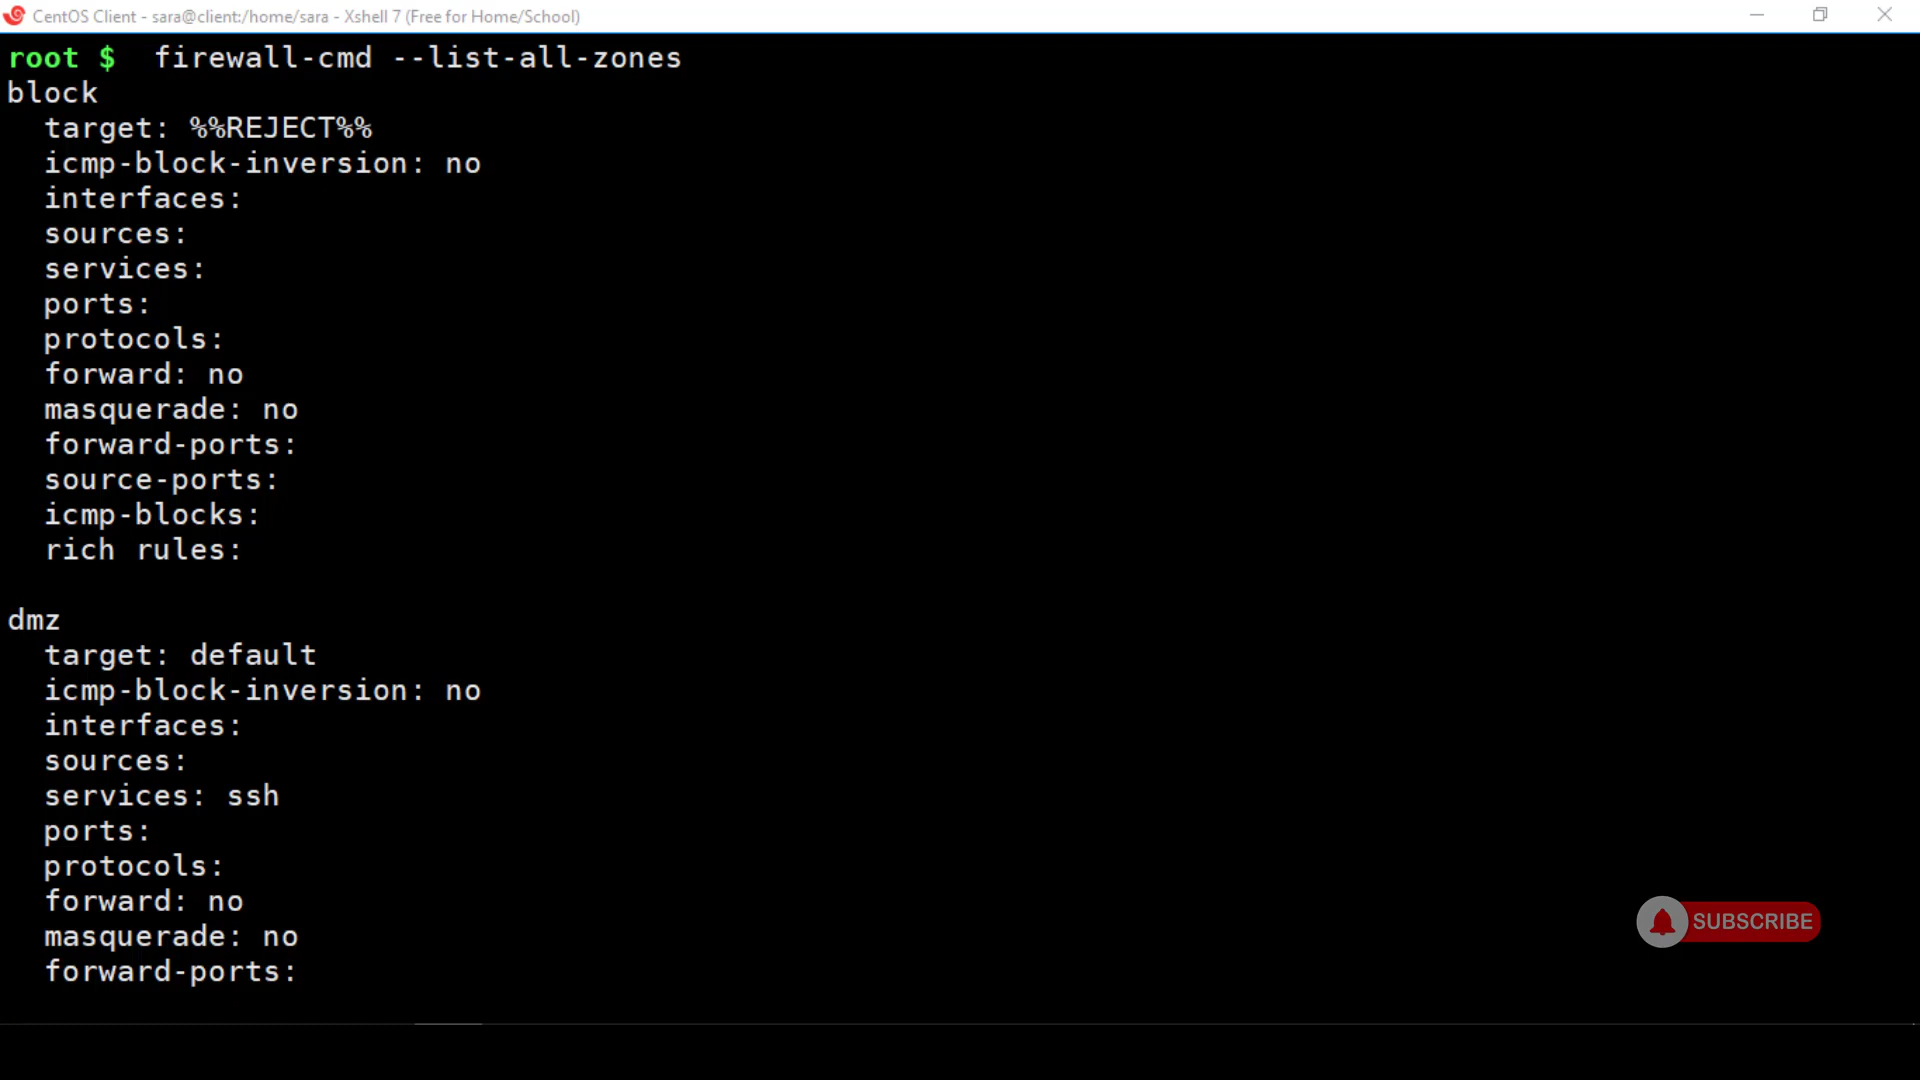 CentOS Client - sara@client:/home/sara - Xshell 7 (Free for Home/School)
root $  firewall-cmd --list-all-zones
block
  target: %%REJECT%%
  icmp-block-inversion: no
  interfaces:
  sources:
  services:
  ports:
  protocols:
  forward: no
  masquerade: no
  forward-ports:
  source-ports:
  icmp-blocks:
  rich rules:

dmz
  target: default
  icmp-block-inversion: no
  interfaces:
  sources:
  services: ssh
  ports:
  protocols:
  forward: no
  masquerade: no
  forward-ports:
SUBSCRIBE